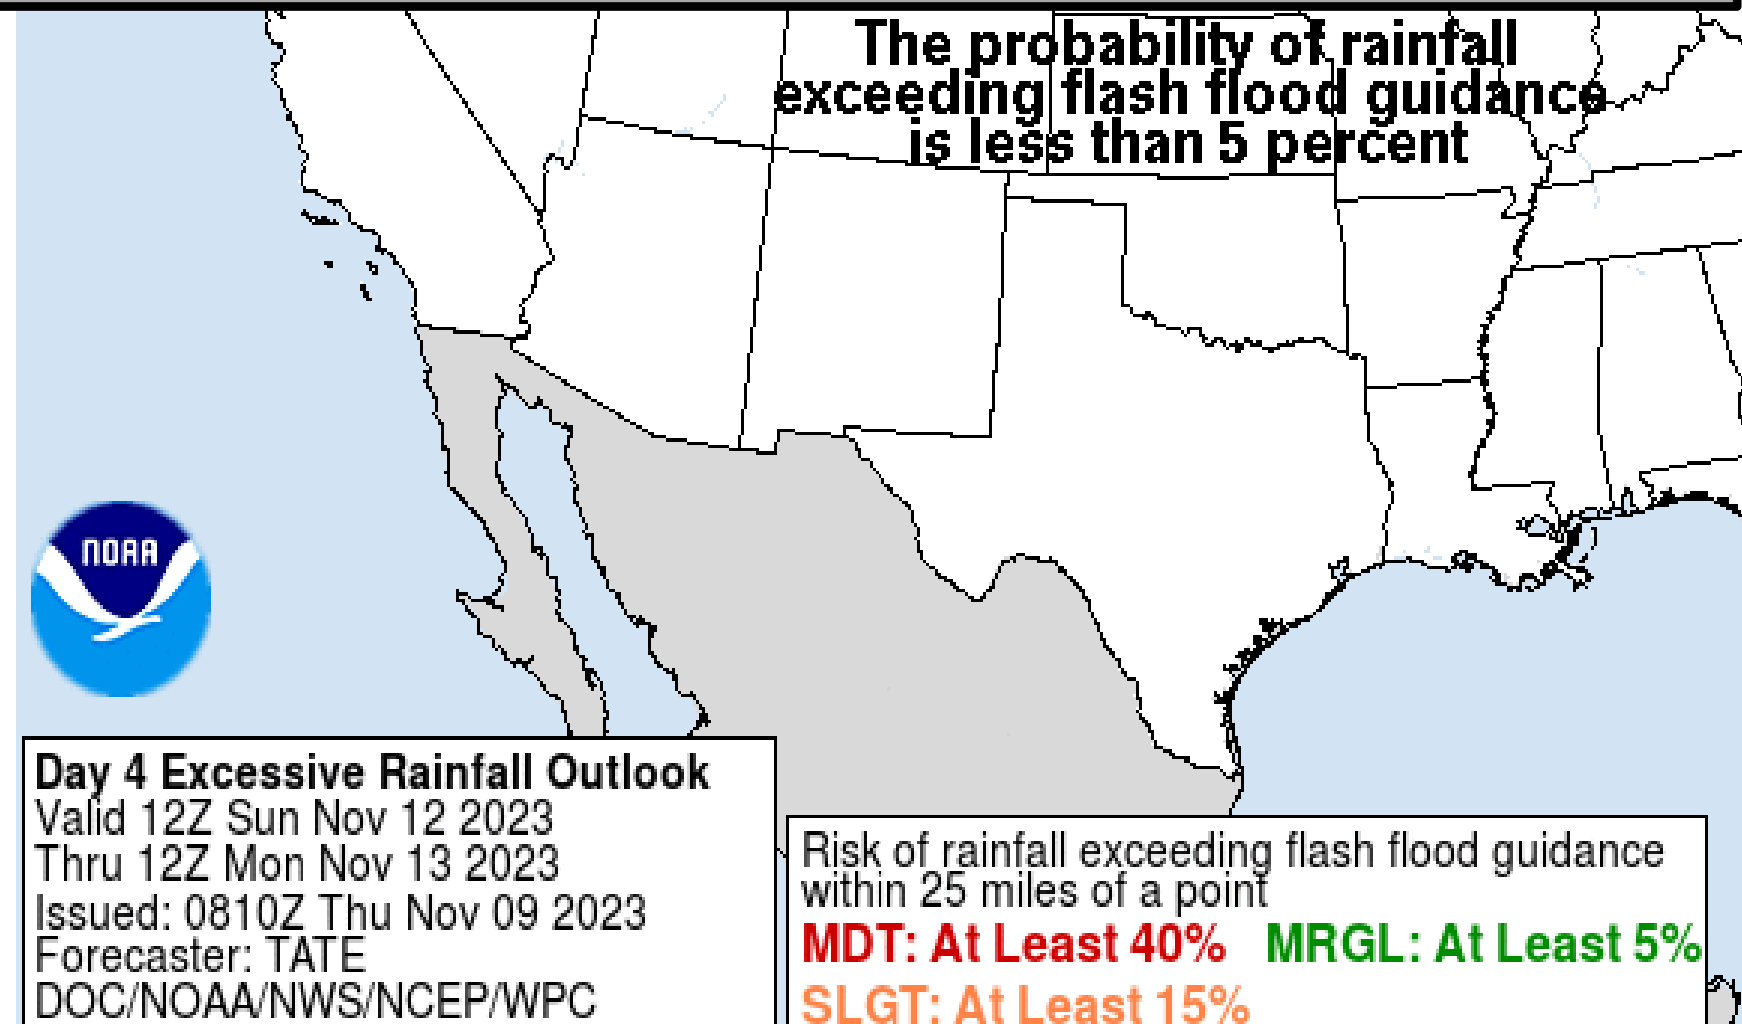 The probability of rainfall
exceeding flash flood guidance
is less than 5 percent
NOAA
Day 4 Excessive Rainfall Outlook
Valid 12Z Sun Nov 12 2023
Thru 12Z Mon Nov 13 2023
Issued: 0810Z Thu Nov 09 2023
Forecaster: TATE
DOC/NOAA/NWS/NCEP/WPC
Risk of rainfall exceeding flash flood guidance
within 25 miles of a point
MDT: At Least 40% MRGL: At Least 5%
SLGT: At Least 15%